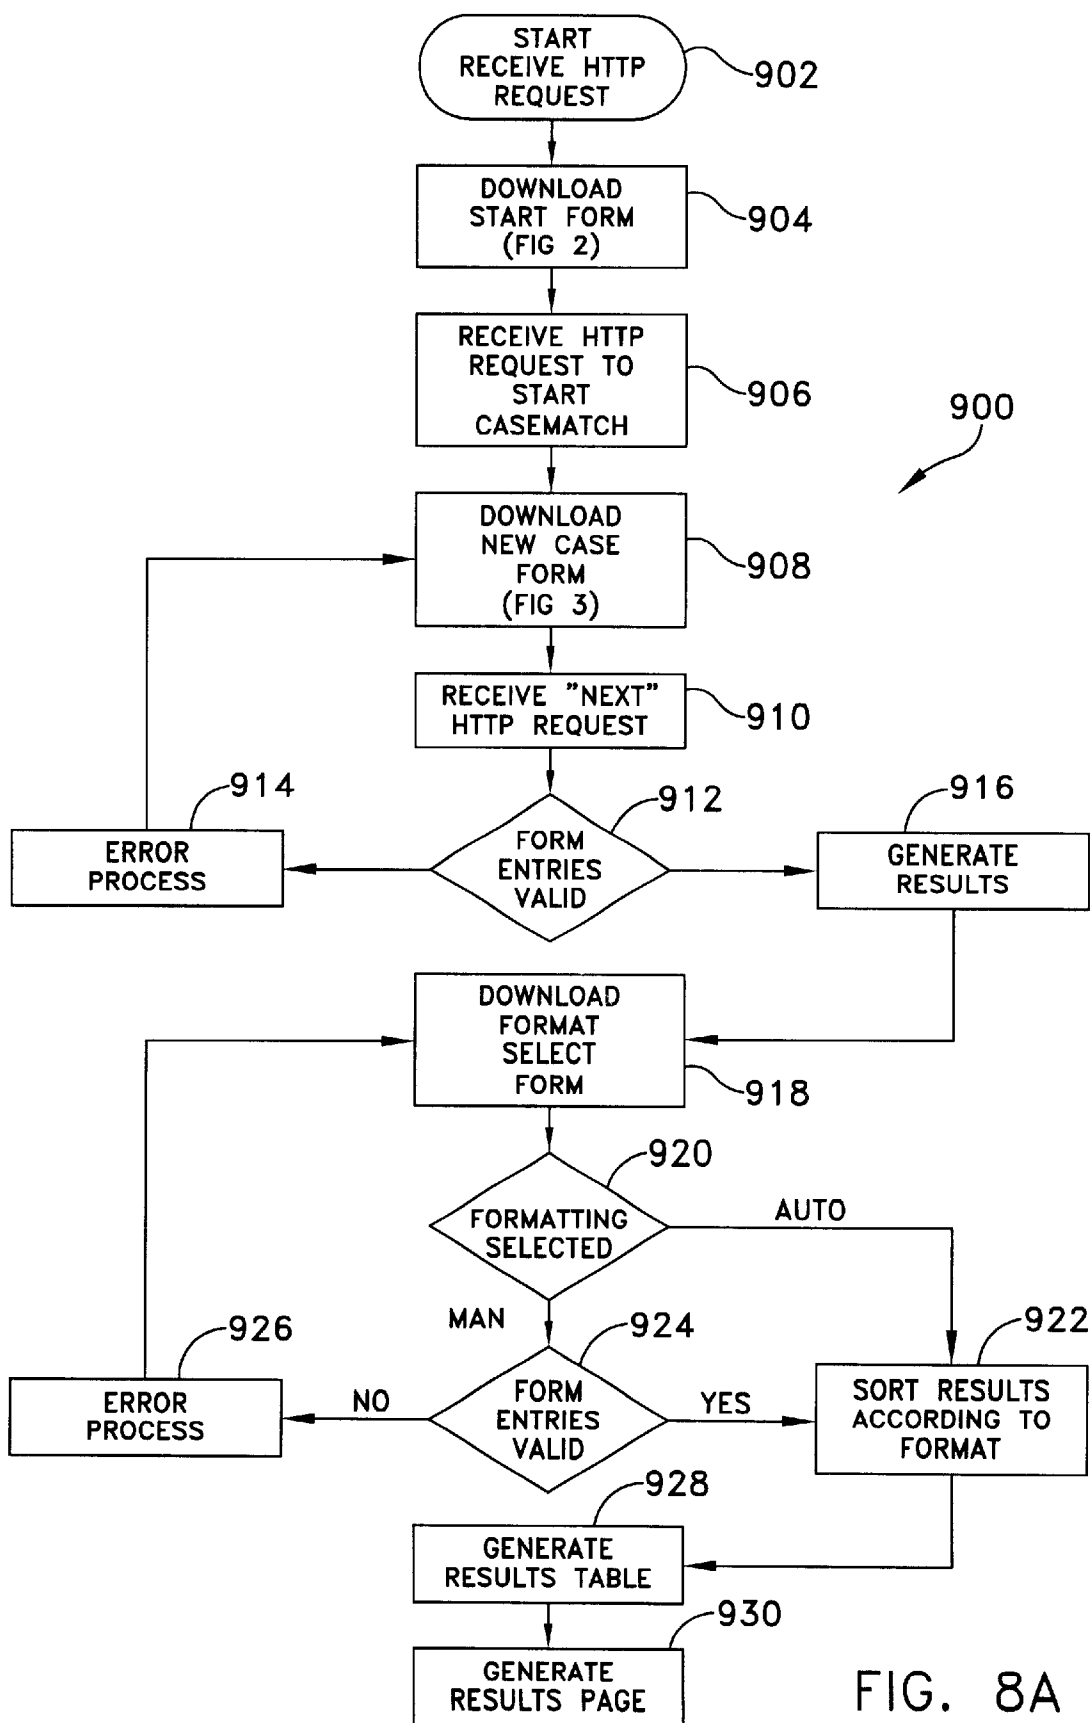 START
RECEIVE HTTP
REQUEST
902
DOWNLOAD
START FORM
(FIG 2)
904
RECEIVE HTTP
REQUEST TO
START
CASEMATCH
906
900
DOWNLOAD
NEW CASE
FORM
(FIG 3)
908
RECEIVE "NEXT"
HTTP REQUEST
910
914
ERROR
PROCESS
912
FORM
ENTRIES
VALID
916
GENERATE
RESULTS
DOWNLOAD
FORMAT
SELECT
FORM
918
920
FORMATTING
SELECTED
AUTO
MAN
926
ERROR
PROCESS
NO
924
FORM
ENTRIES
VALID
YES
922
SORT RESULTS
ACCORDING TO
FORMAT
928
GENERATE
RESULTS TABLE
930
GENERATE
RESULTS PAGE
FIG. 8A